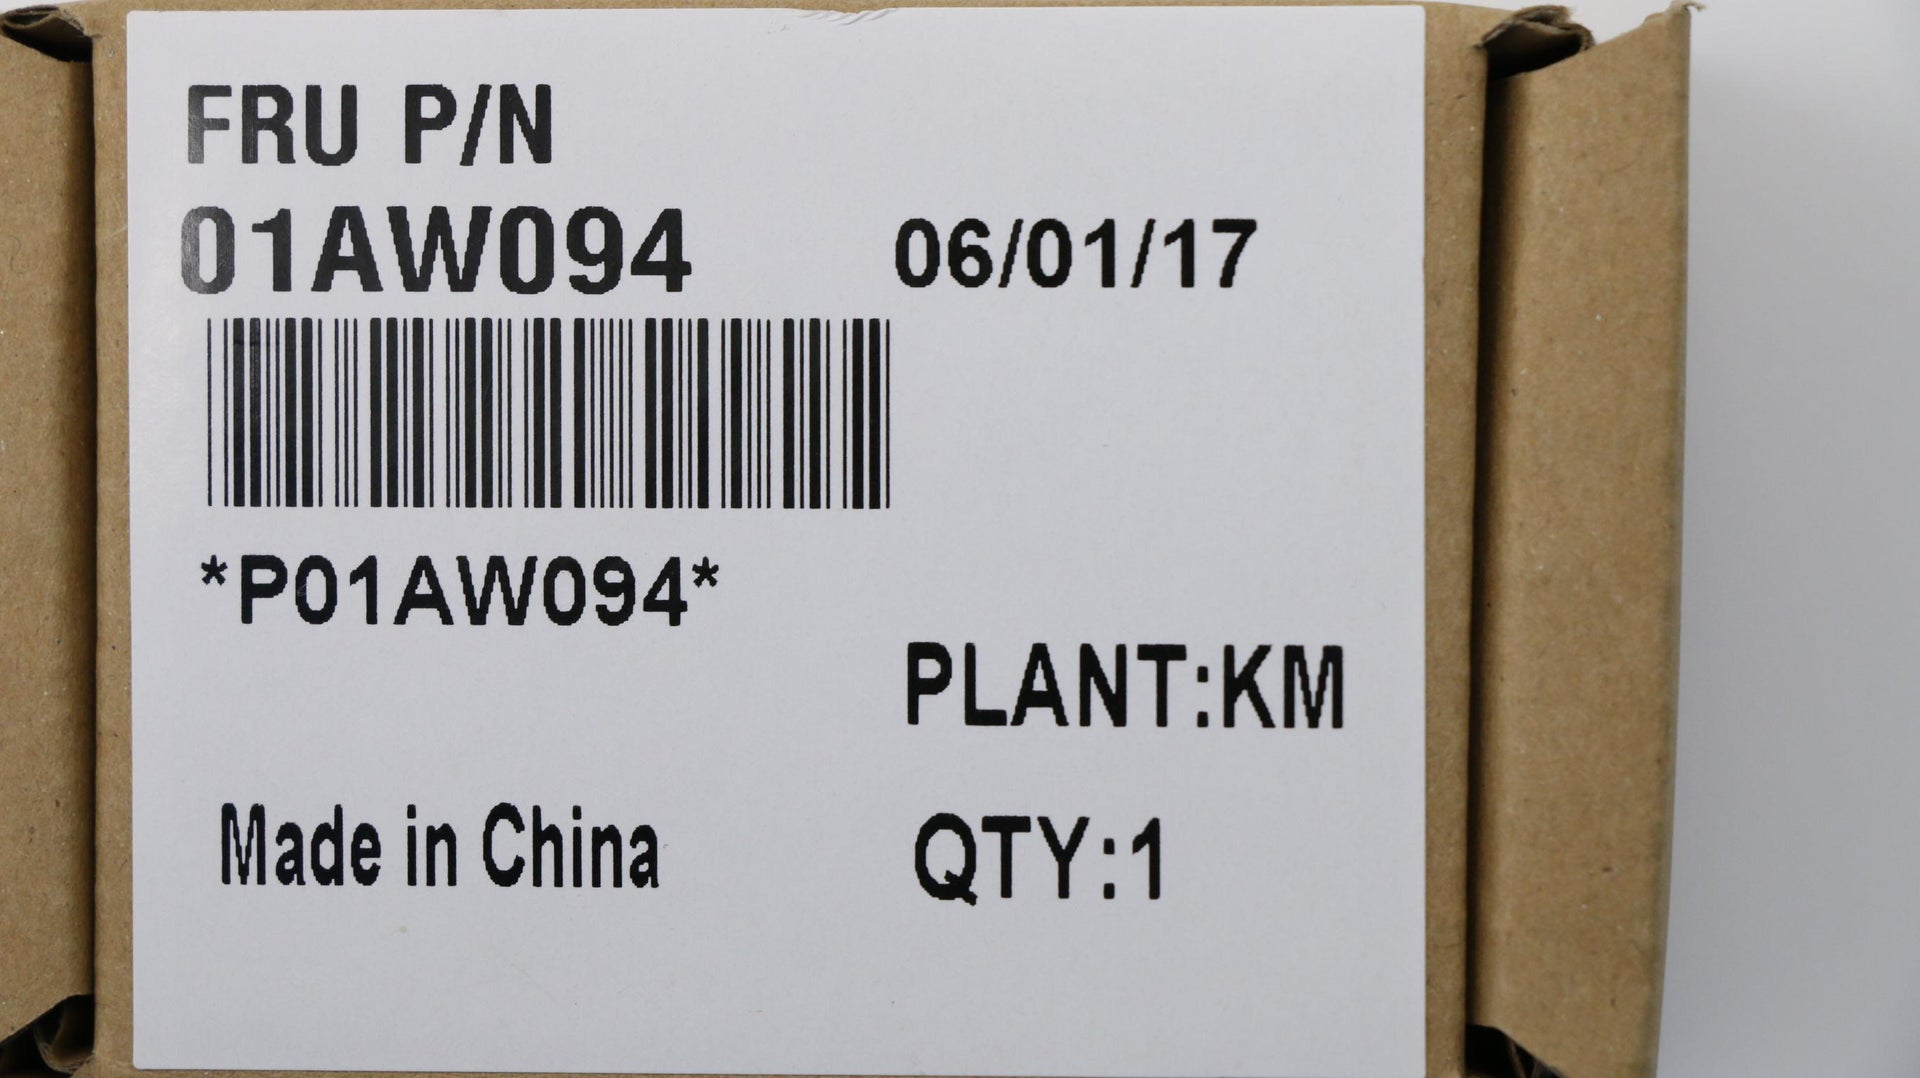 FRU P/N
01AW094 06/01/17
*P01AW094*
PLANT:KM
Made in China QTY:1